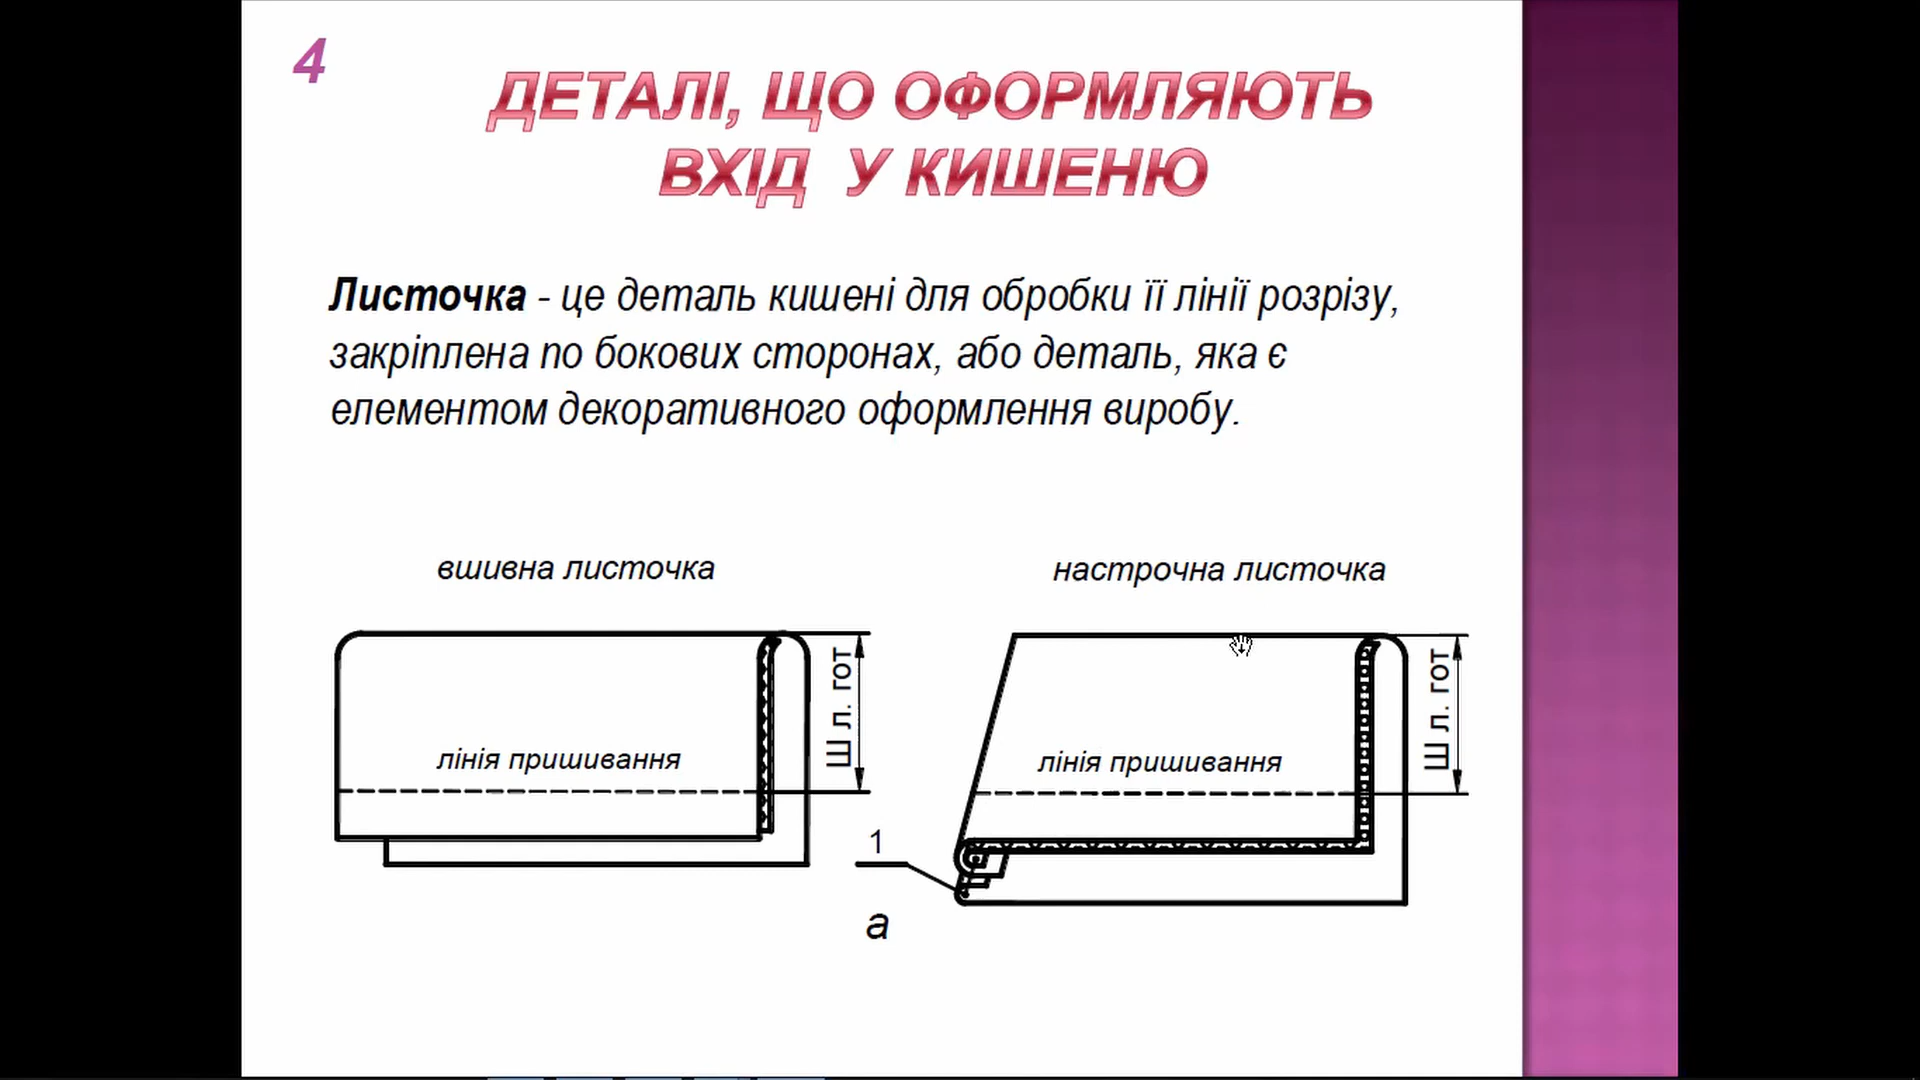 4
ДЕТАЛІ, ЩО ОФОРМЛЯЮТЬ
ВХІД У КИШЕНЮ
Листочка - це деталь кишені для обробки її лінії розрізу,
закріплена по бокових сторонах, або деталь, яка є
елементом декоративного оформлення виробу.
вшивна листочка
настрочна листочка
Ш л. гот
Ш л. гот
лінія пришивання
лінія пришивання
1
а